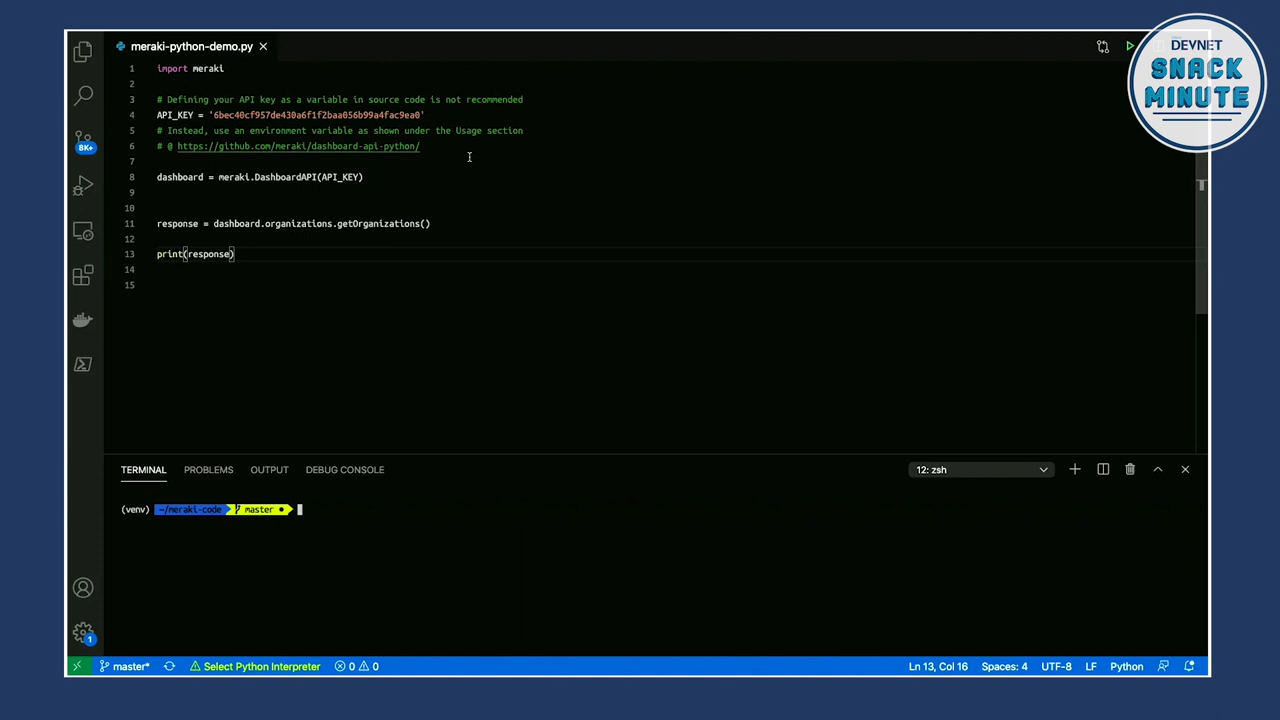 DEVNET
SNACK
MINUTE
meraki-python-demo.py
1 import meraki
2
3 # Defining your API key as a variable in source code is not recommended
4 API_KEY = '6bec40cf957de430a6f1f2baa056b99a4fac9ea0'
5 # Instead, use an environment variable as shown under the Usage section
6 # @ https://github.com/meraki/dashboard-api-python/
7
8 dashboard = meraki.DashboardAPI(API_KEY)
9
10
11 response = dashboard.organizations.getOrganizations()
12
13 print(response)
14
15
8K+
TERMINAL PROBLEMS OUTPUT DEBUG CONSOLE 12: zsh
(venv) ~/meraki-code master
1
master* Select Python Interpreter 0 0 Ln 13, Col 16 Spaces: 4 UTF-8 LF Python